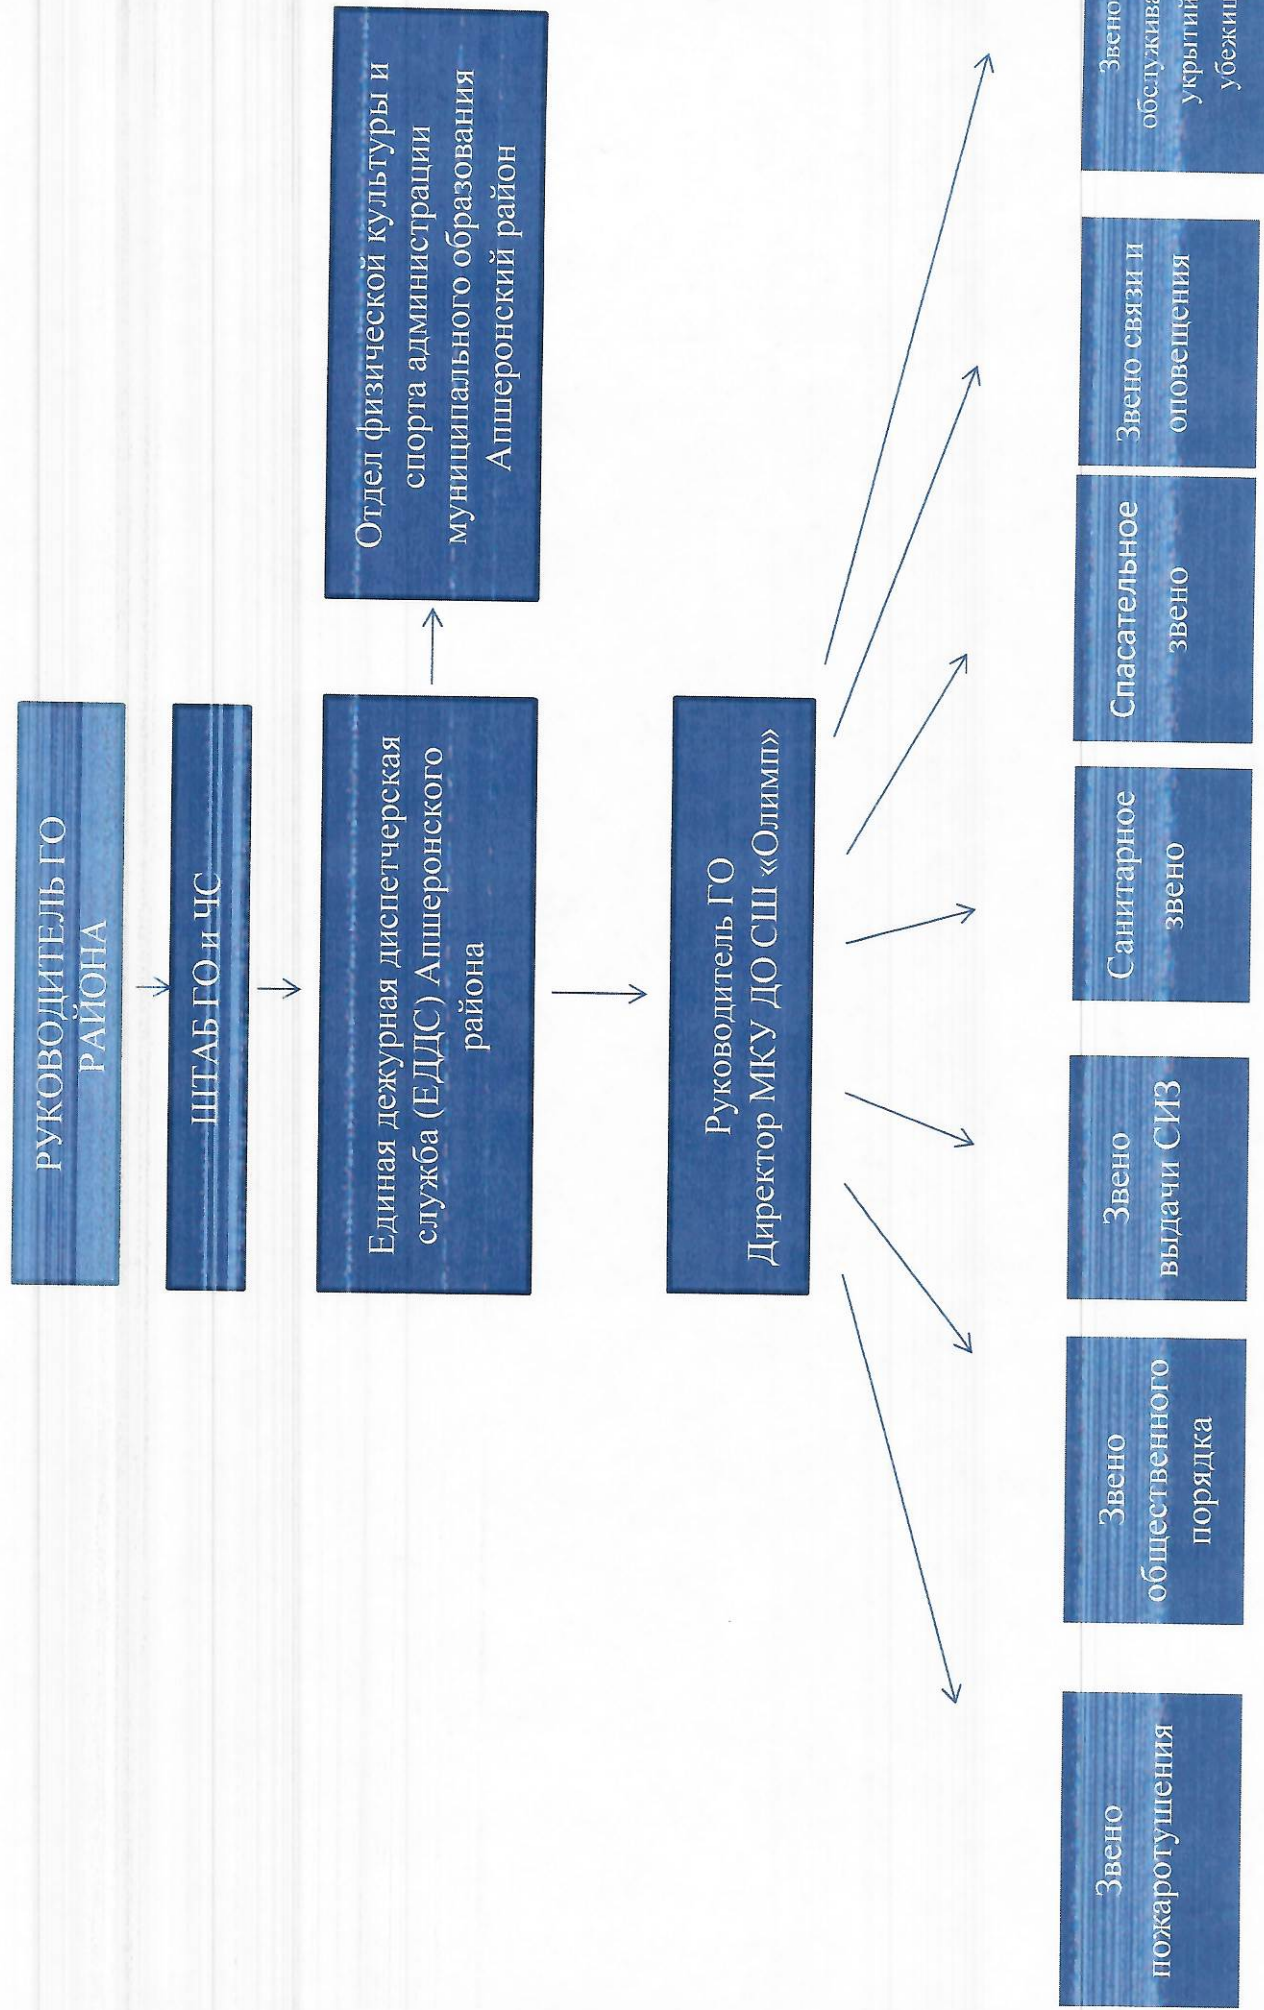 РУКОВОДИТЕЛЬ ГО
РАЙОНА
ШТАБ ГО и ЧС
Единая дежурная диспетчерская
служба (ЕДДС) Апшеронского
района
Отдел физической культуры и
спорта администрации
муниципального образования
Апшеронский район
Руководитель ГО
Директор МКУ ДО СШ «Олимп»
Звено
пожаротушения
Звено
общественного
порядка
Звено
выдачи СИЗ
Санитарное
звено
Спасательное
звено
Звено связи и
оповещения
Звено
укрытий